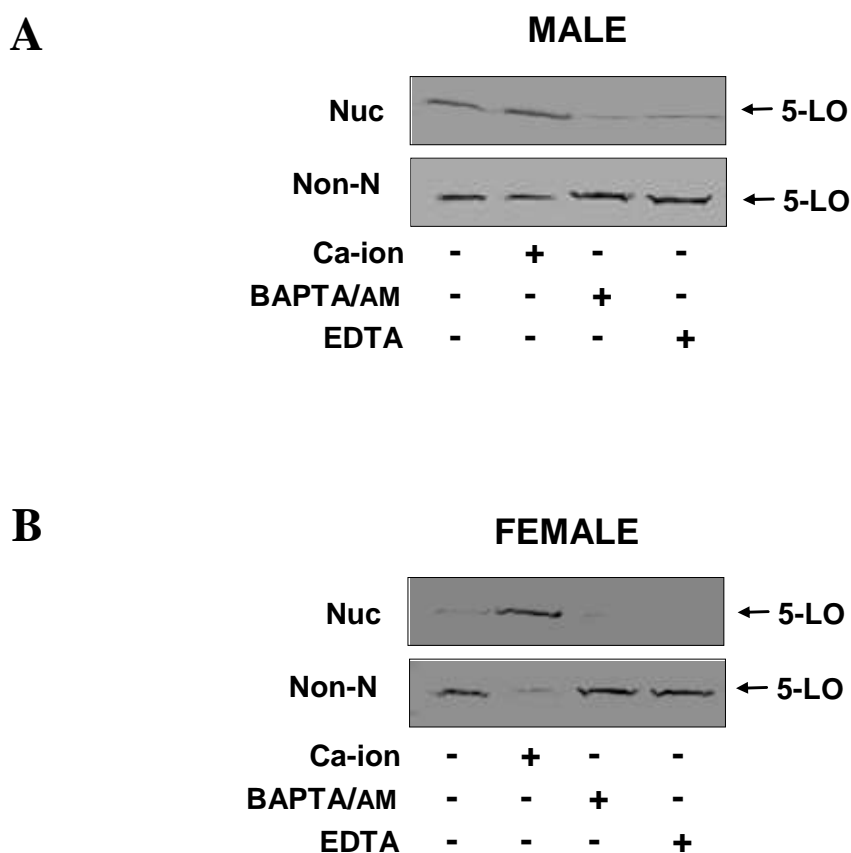 A
MALE
Nuc ← 5-LO
Non-N ← 5-LO
Ca-ion - + - -
BAPTA/AM - - + -
EDTA - - - +
B
FEMALE
Nuc ← 5-LO
Non-N ← 5-LO
Ca-ion - + - -
BAPTA/AM - - + -
EDTA - - - +